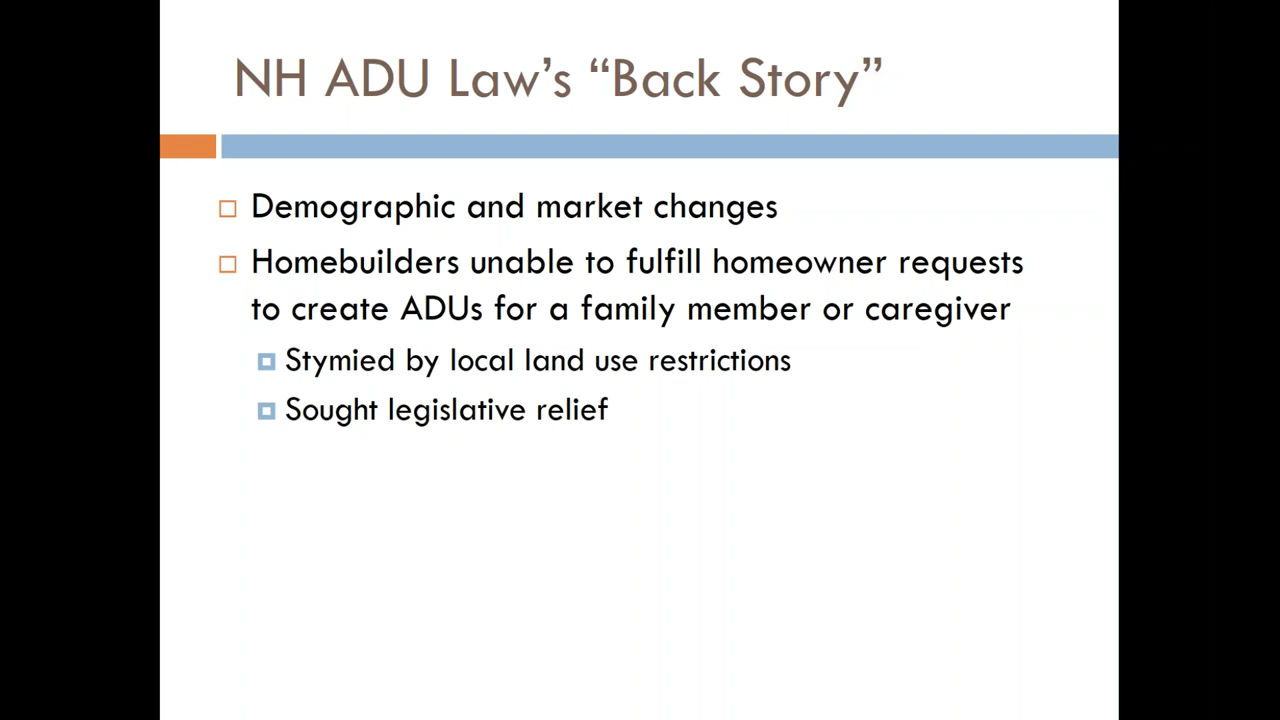 NH ADU Law’s “Back Story”
Demographic and market changes
Homebuilders unable to fulfill homeowner requests
to create ADUs for a family member or caregiver
Stymied by local land use restrictions
Sought legislative relief